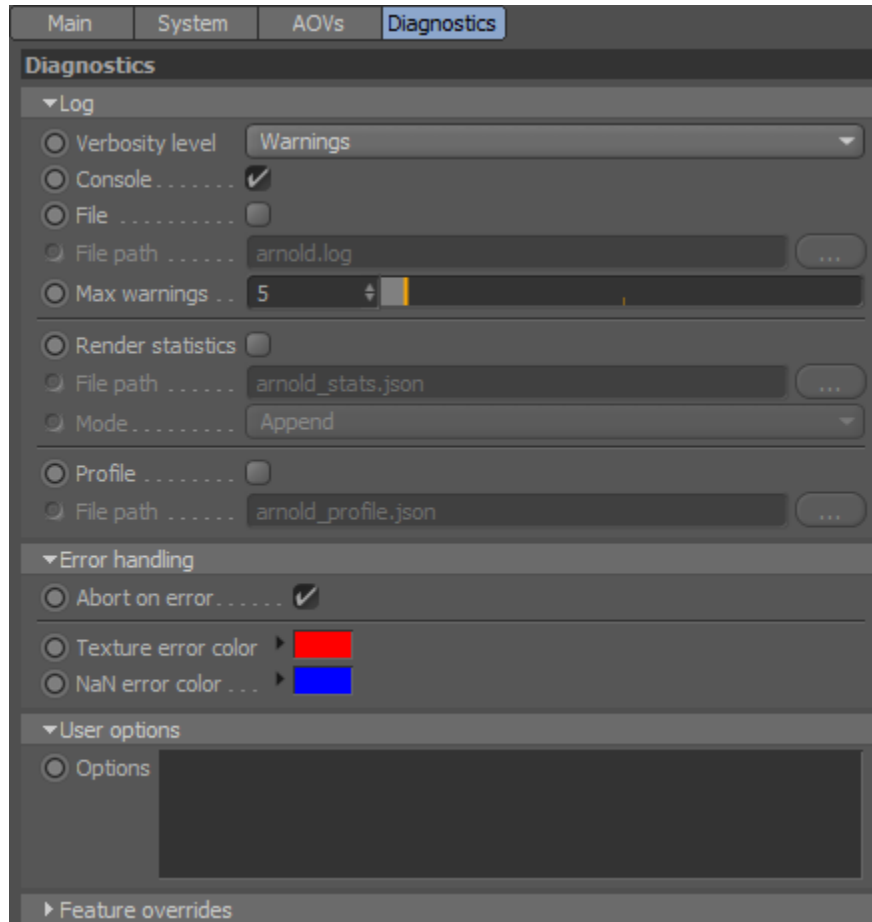 Main System AOVs Diagnostics
Diagnostics
Log
Verbosity level Warnings
Console . . . . . . .
File . . . . . . . . . .
File path . . . . . . arnold.log ...
Max warnings . . 5
Render statistics
File path . . . . . . arnold_stats.json ...
Mode. . . . . . . . . Append
Profile . . . . . . . .
File path . . . . . . arnold_profile.json ...
Error handling
Abort on error. . . . . .
Texture error color
NaN error color . . .
User options
Options
Feature overrides